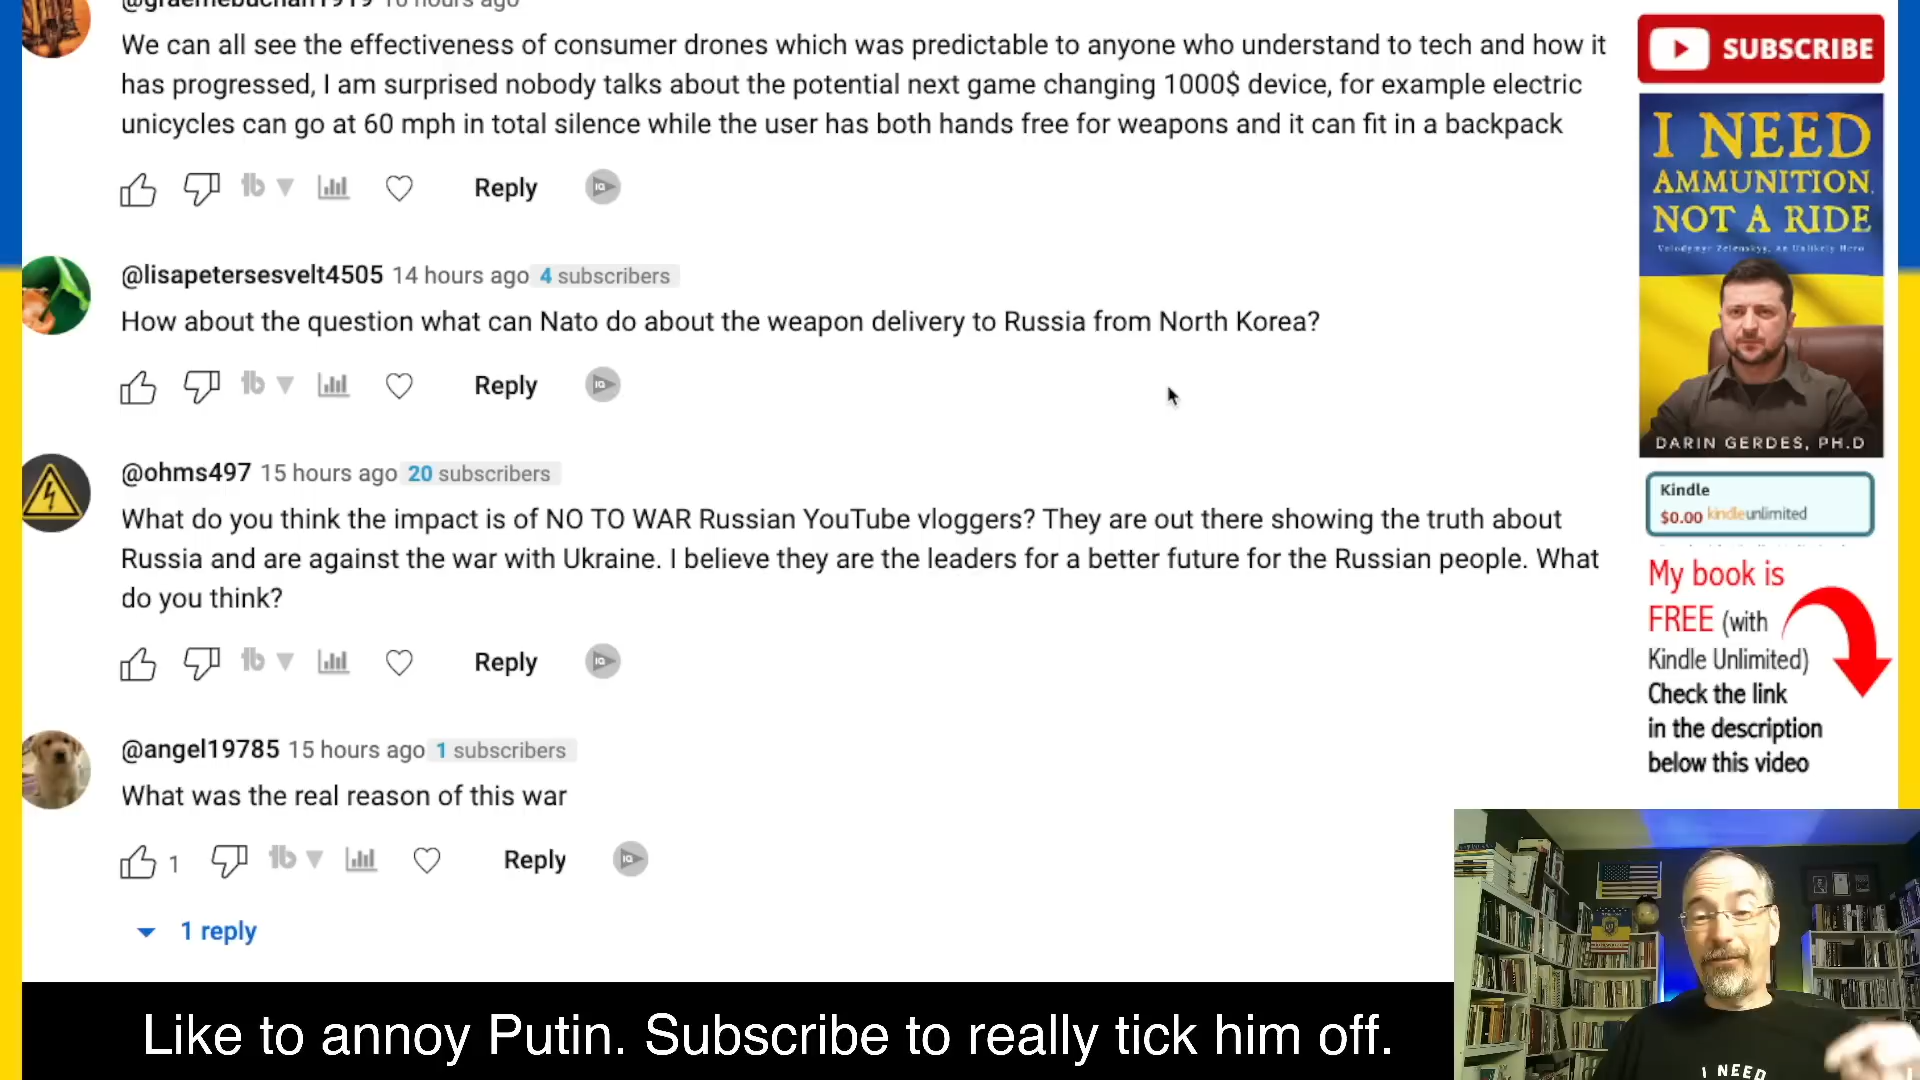 @graemebuchan1919 16 hours ago
We can all see the effectiveness of consumer drones which was predictable to anyone who understand to tech and how it
has progressed, I am surprised nobody talks about the potential next game changing 1000$ device, for example electric
unicycles can go at 60 mph in total silence while the user has both hands free for weapons and it can fit in a backpack
Reply
@lisapetersesvelt4505 14 hours ago 4 subscribers
How about the question what can Nato do about the weapon delivery to Russia from North Korea?
Reply
@ohms497 15 hours ago 20 subscribers
What do you think the impact is of NO TO WAR Russian YouTube vloggers? They are out there showing the truth about
Russia and are against the war with Ukraine. I believe they are the leaders for a better future for the Russian people. What
do you think?
Reply
@angel19785 15 hours ago 1 subscribers
What was the real reason of this war
1 Reply
1 reply
SUBSCRIBE
I NEED
AMMUNITION,
NOT A RIDE
Volodymyr Zelenskyy, An Unlikely Hero
DARIN GERDES, PH.D
Kindle
$0.00 kindleunlimited
My book is
FREE (with
Kindle Unlimited)
Check the link
in the description
below this video
I NEED
Like to annoy Putin. Subscribe to really tick him off.